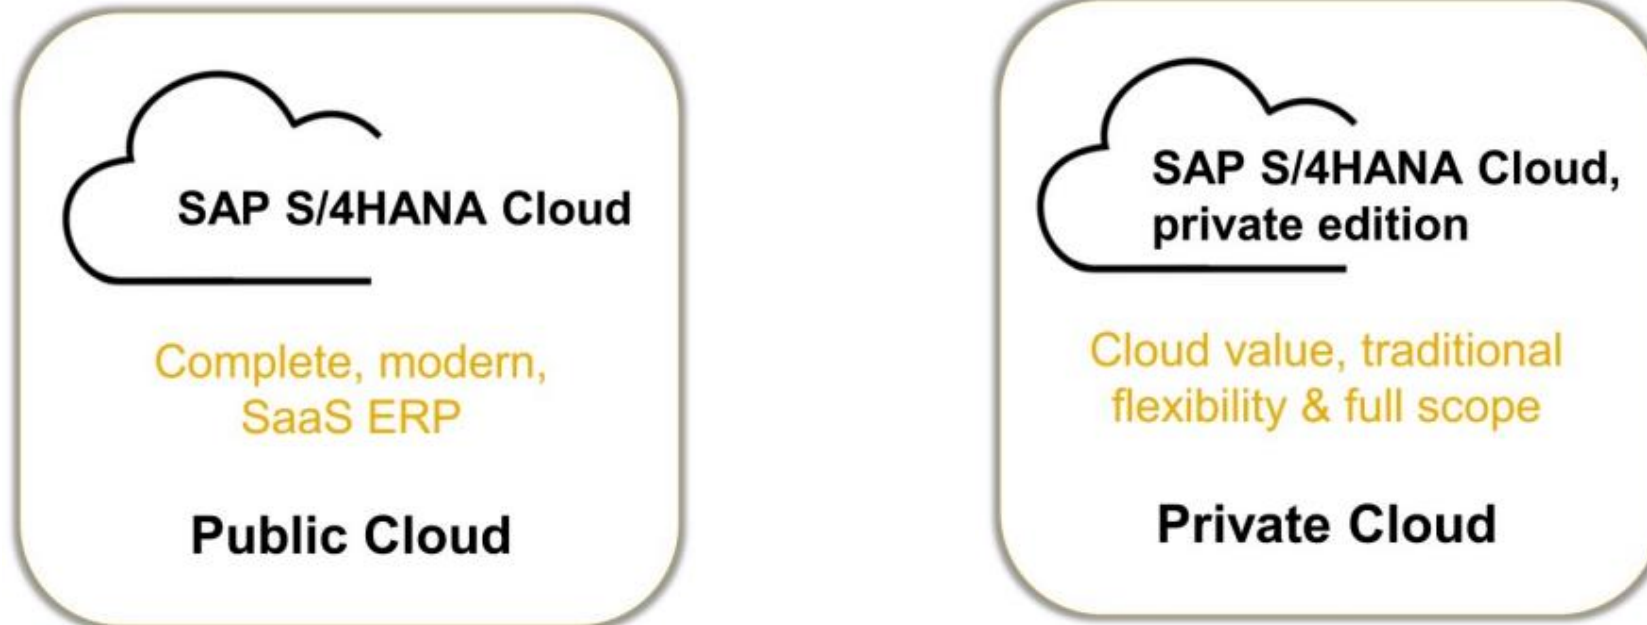 SAP S/4HANA Cloud
Complete, modern,
SaaS ERP
Public Cloud
SAP S/4HANA Cloud,
private edition
Cloud value, traditional
flexibility & full scope
Private Cloud